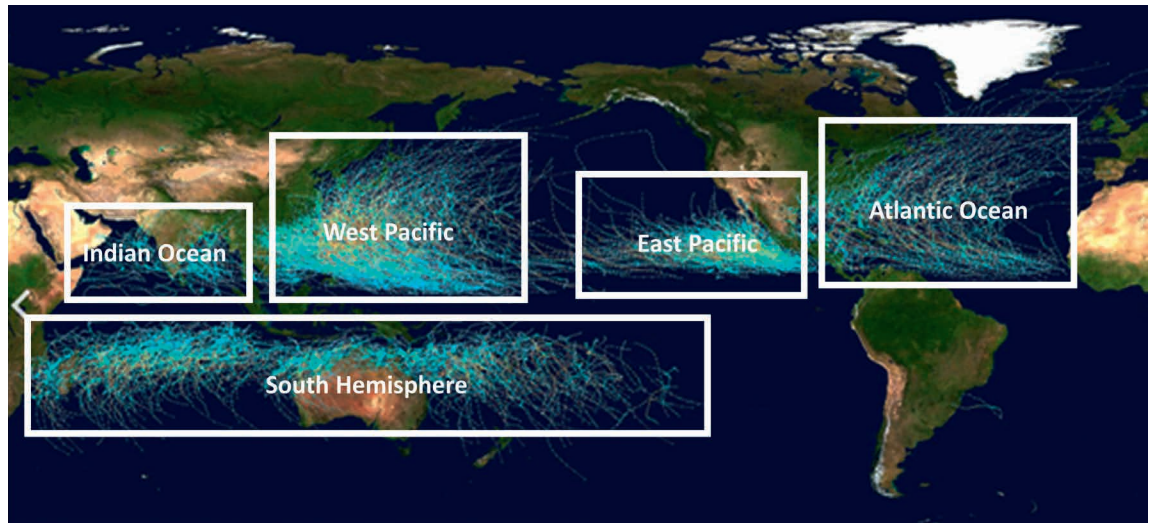 Indian Ocean
West Pacific
East Pacific
Atlantic Ocean
South Hemisphere